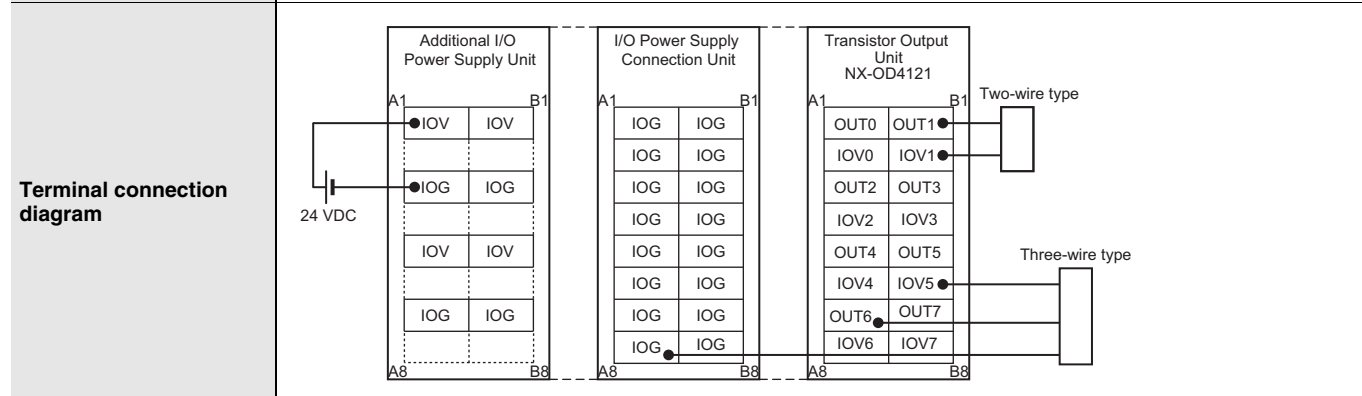 Terminal connection
diagram
24 VDC
Additional I/O
Power Supply Unit
A1 B1
IOV IOV
IOG IOG
IOV IOV
IOG IOG
A8 B8
I/O Power Supply
Connection Unit
A1 B1
IOG IOG
IOG IOG
IOG IOG
IOG IOG
IOG IOG
IOG IOG
IOG IOG
IOG IOG
A8 B8
Transistor Output
Unit
NX-OD4121
A1 B1
OUT0 OUT1
IOV0 IOV1
OUT2 OUT3
IOV2 IOV3
OUT4 OUT5
IOV4 IOV5
OUT6 OUT7
IOV6 IOV7
A8 B8
Two-wire type
Three-wire type